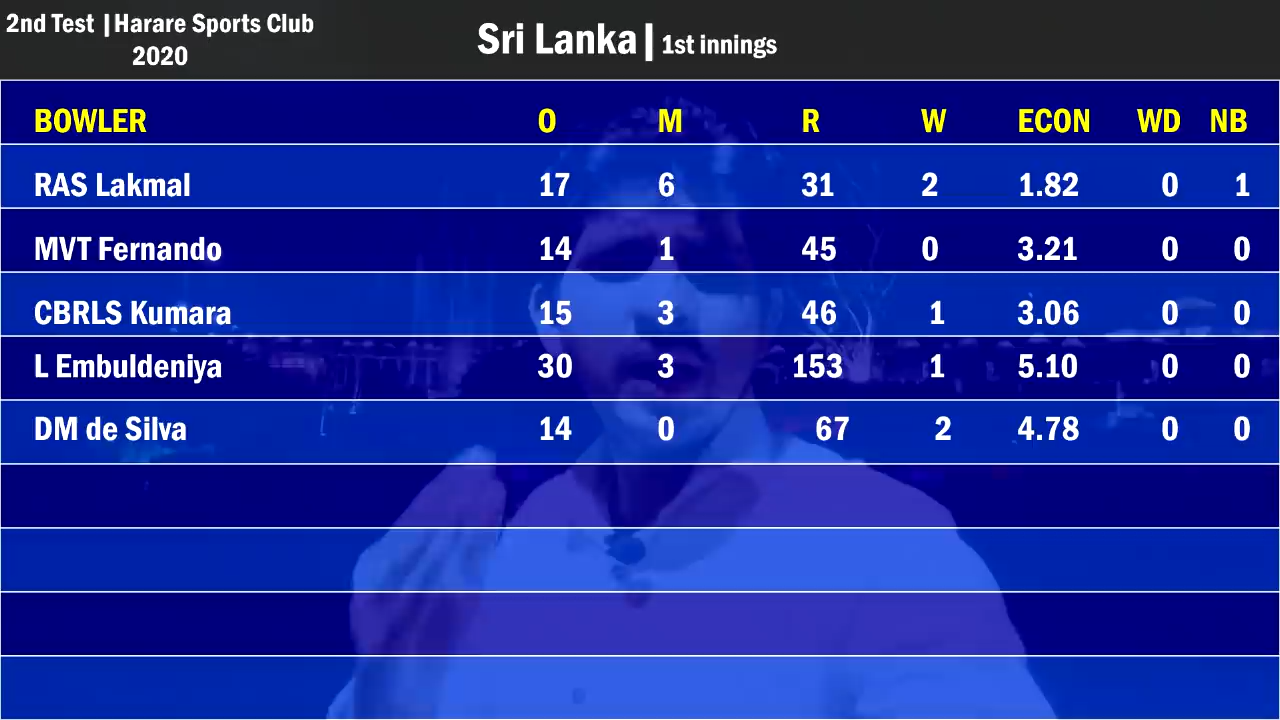 2nd Test |Harare Sports Club
2020
Sri Lanka| 1st innings
BOWLER O M R W ECON WD NB
RAS Lakmal 17 6 31 2 1.82 0 1
MVT Fernando 14 1 45 0 3.21 0 0
CBRLS Kumara 15 3 46 1 3.06 0 0
L Embuldeniya 30 3 153 1 5.10 0 0
DM de Silva 14 0 67 2 4.78 0 0